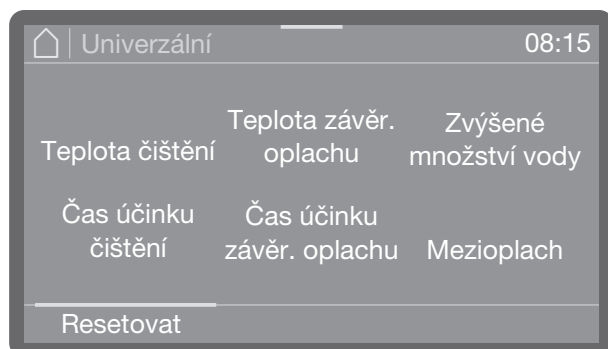 Univerzální 08:15
Teplota čištění
Teplota závěr.
oplachu
Zvýšené
množství vody
Čas účinku
čištění
Čas účinku
závěr. oplachu
Mezioplach
Resetovat